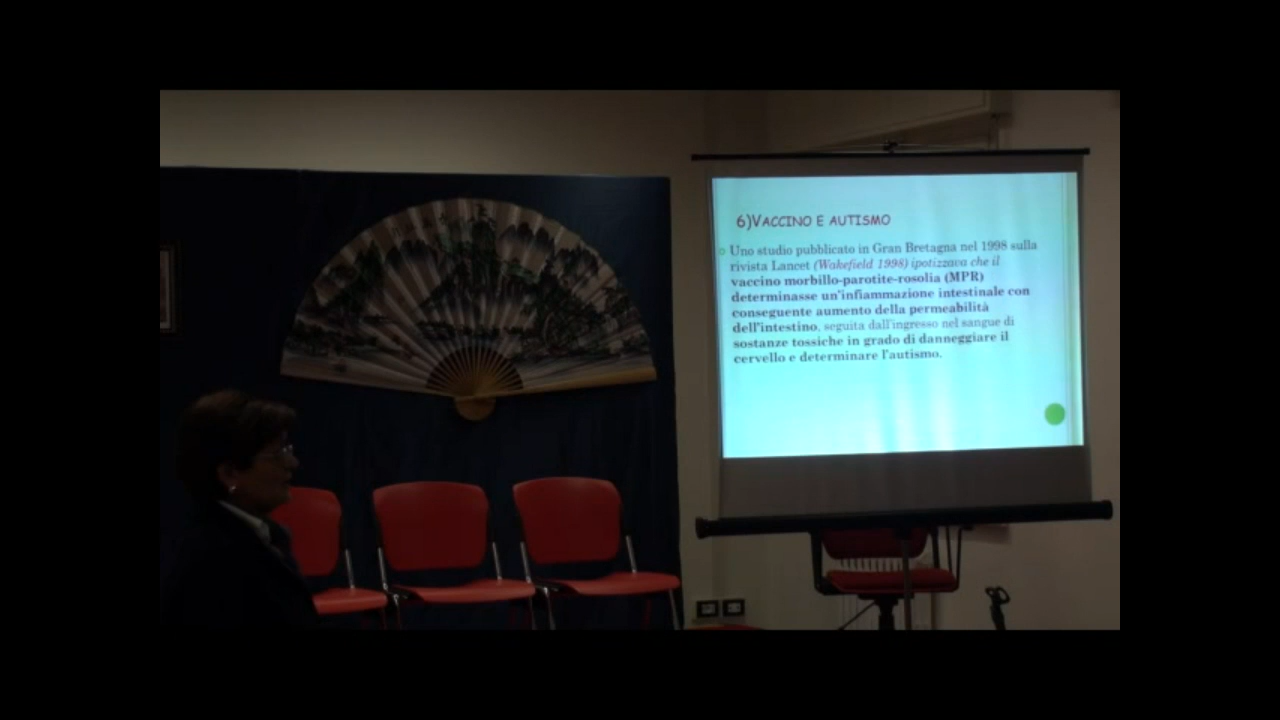 6)VACCINO E AUTISMO
Uno studio pubblicato in Gran Bretagna nel 1998 sulla
rivista Lancet (Wakefield 1998) ipotizzava che il
vaccino morbillo-parotite-rosolia (MPR)
determinasse un'infiammazione intestinale con
conseguente aumento della permeabilità
dell'intestino, seguita dall'ingresso nel sangue di
sostanze tossiche in grado di danneggiare il
cervello e determinare l'autismo.